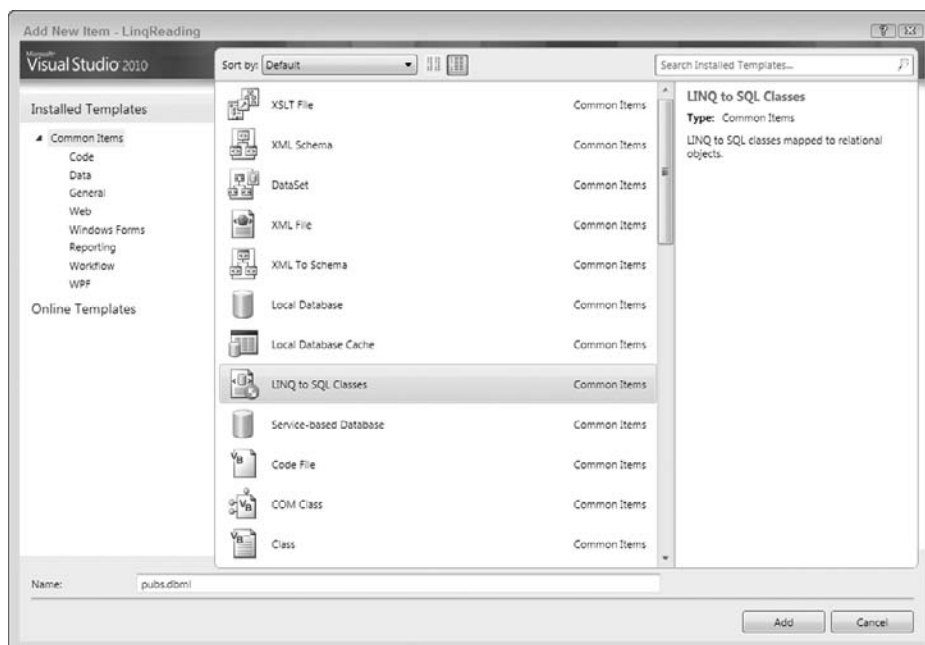 Add New Item - LinqReading
Microsoft
Visual Studio 2010
Sort by: Default
Search Installed Templates...
Installed Templates
Common Items
Code
Data
General
Web
Windows Forms
Reporting
Workflow
WPF
Online Templates
XSLT File Common Items
XML Schema Common Items
DataSet Common Items
XML File Common Items
XML To Schema Common Items
Local Database Common Items
Local Database Cache Common Items
LINQ to SQL Classes Common Items
Service-based Database Common Items
VB Code File Common Items
VB COM Class Common Items
VB Class Common Items
LINQ to SQL Classes
Type: Common Items
LINQ to SQL classes mapped to relational
objects.
Name: pubs.dbml
Add Cancel